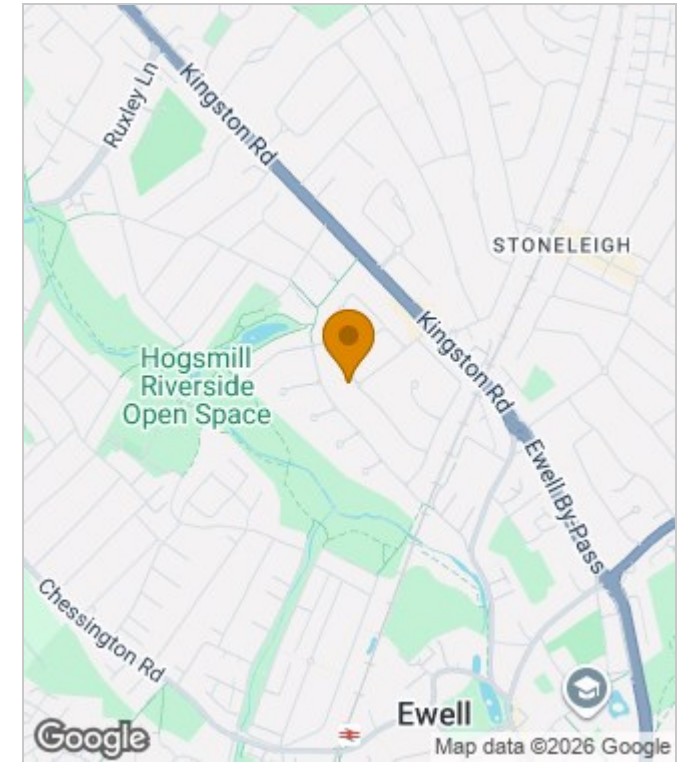 Ruxley Ln
Kingston Rd
STONELEIGH
Kingston Rd
Hogsmill
Riverside
Open Space
Ewell By-Pass
Chessington Rd
Ewell
Google
Map data ©2026 Google